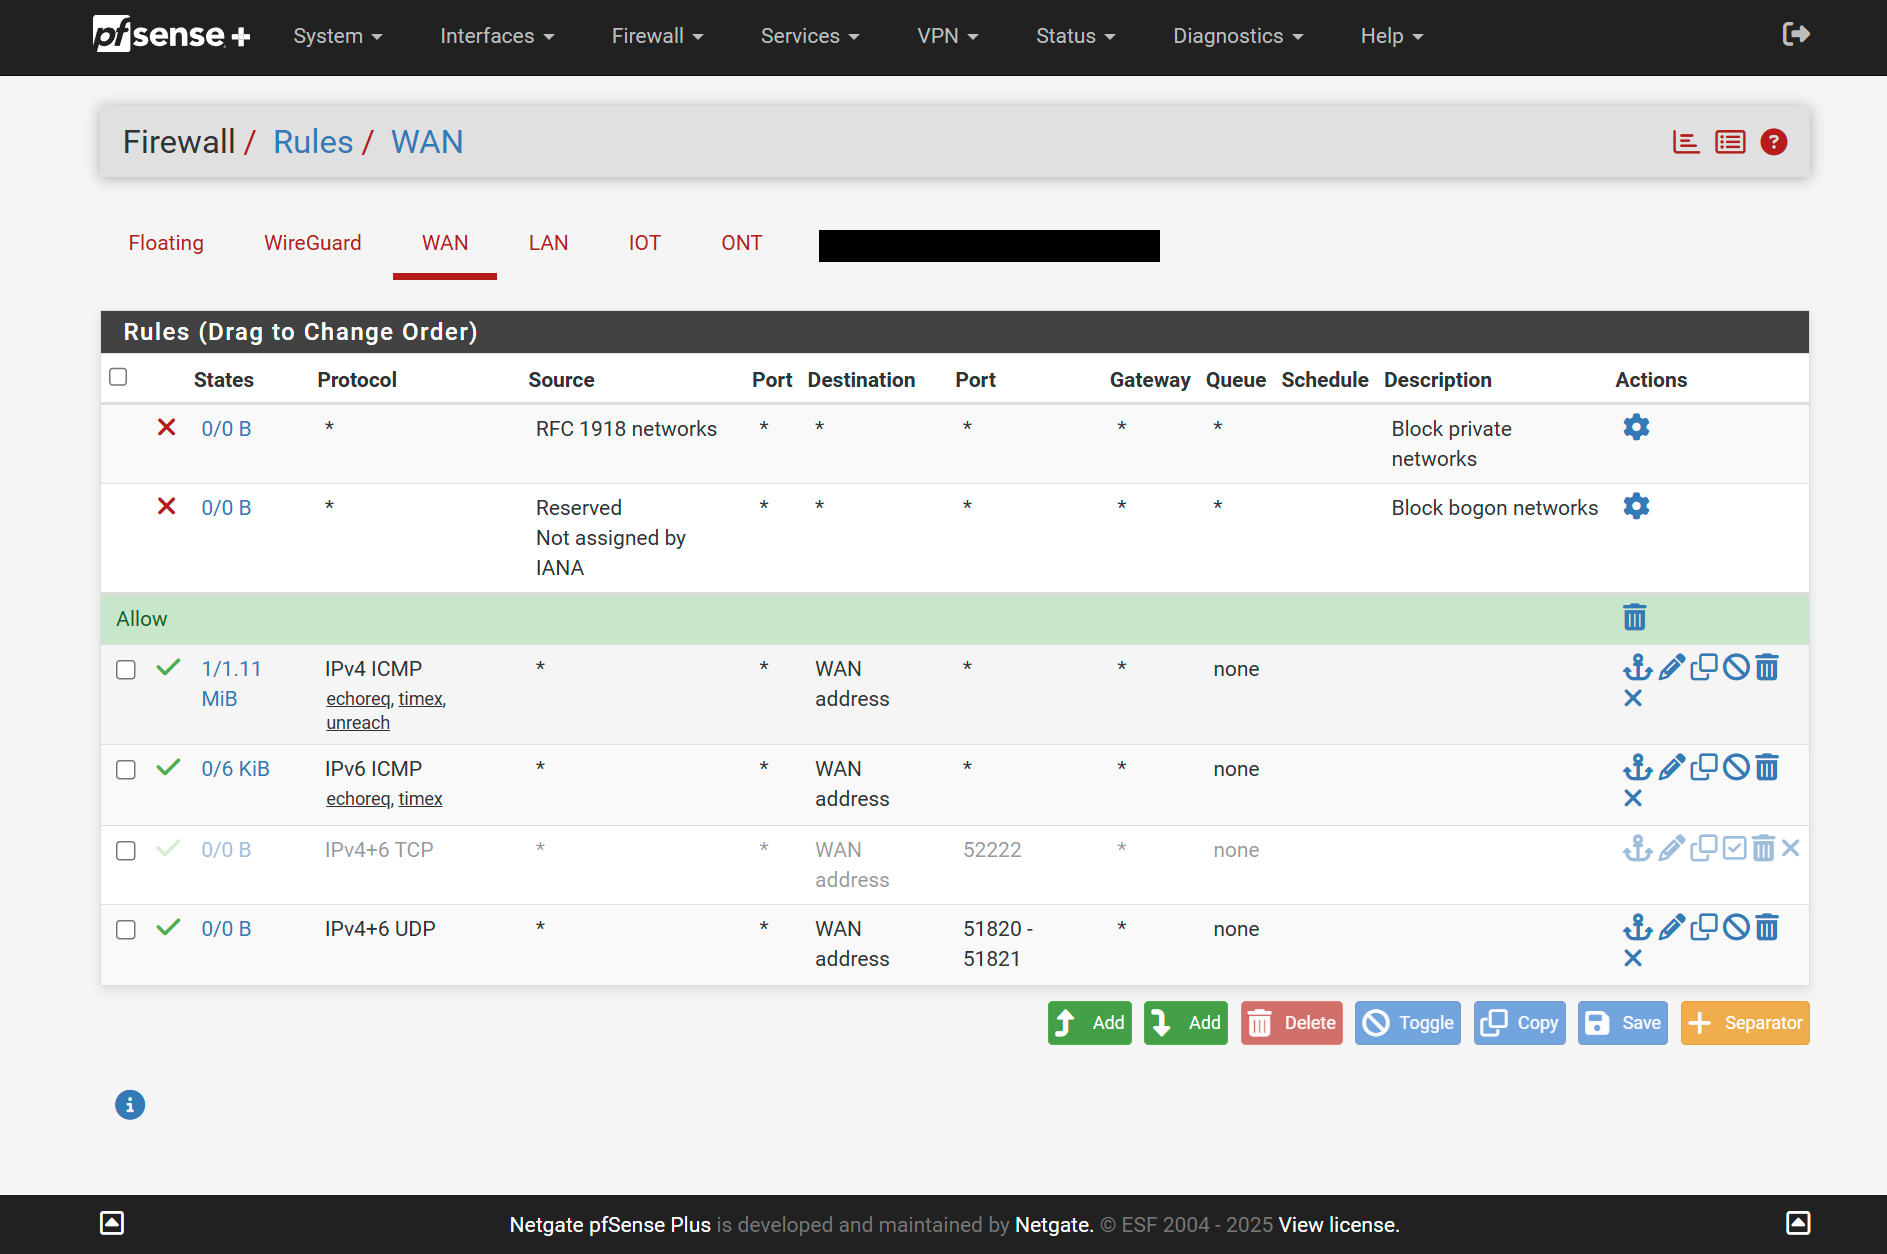 pfsense +
System Interfaces Firewall Services VPN Status Diagnostics Help
Firewall / Rules / WAN
Floating WireGuard WAN LAN IOT ONT
Rules (Drag to Change Order)
States Protocol Source Port Destination Port Gateway Queue Schedule Description Actions
0/0 B * RFC 1918 networks * * * * * Block private
networks
0/0 B * Reserved * * * * * Block bogon networks
Not assigned by
IANA
Allow
1/1.11 IPv4 ICMP * * WAN * * none
MiB echoreq, timex, address
unreach
0/6 KiB IPv6 ICMP * * WAN * * none
echoreq, timex address
0/0 B IPv4+6 TCP * * WAN 52222 * none
address
0/0 B IPv4+6 UDP * * WAN 51820 - * none
address 51821
Add Add Delete Toggle Copy Save Separator
Netgate pfSense Plus is developed and maintained by Netgate. © ESF 2004 - 2025 View license.